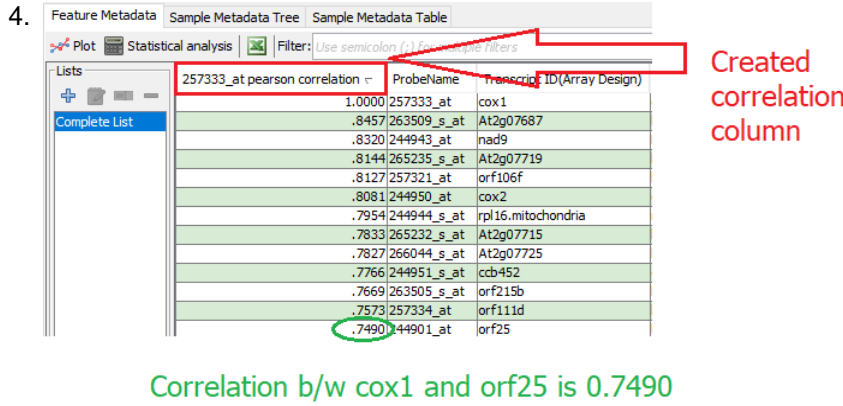 4.
Feature Metadata Sample Metadata Tree Sample Metadata Table
Plot Statistical analysis Filter: Use semicolon (;) for multiple filters
Lists
257333_at pearson correlation ProbeName Transcript ID(Array Design)
Created
correlation
column
Complete List
1.0000 257333_at cox1
.8457 263509_s_at At2g07687
.8320 244943_at nad9
.8144 265235_s_at At2g07719
.8127 257321_at orf106f
.8081 244950_at cox2
.7954 244944_s_at rpl16.mitochondria
.7833 265232_s_at At2g07715
.7827 266044_s_at At2g07725
.7766 244951_s_at ccb452
.7669 263505_s_at orf215b
.7573 257334_at orf111d
.7490 244901_at orf25
Correlation b/w cox1 and orf25 is 0.7490